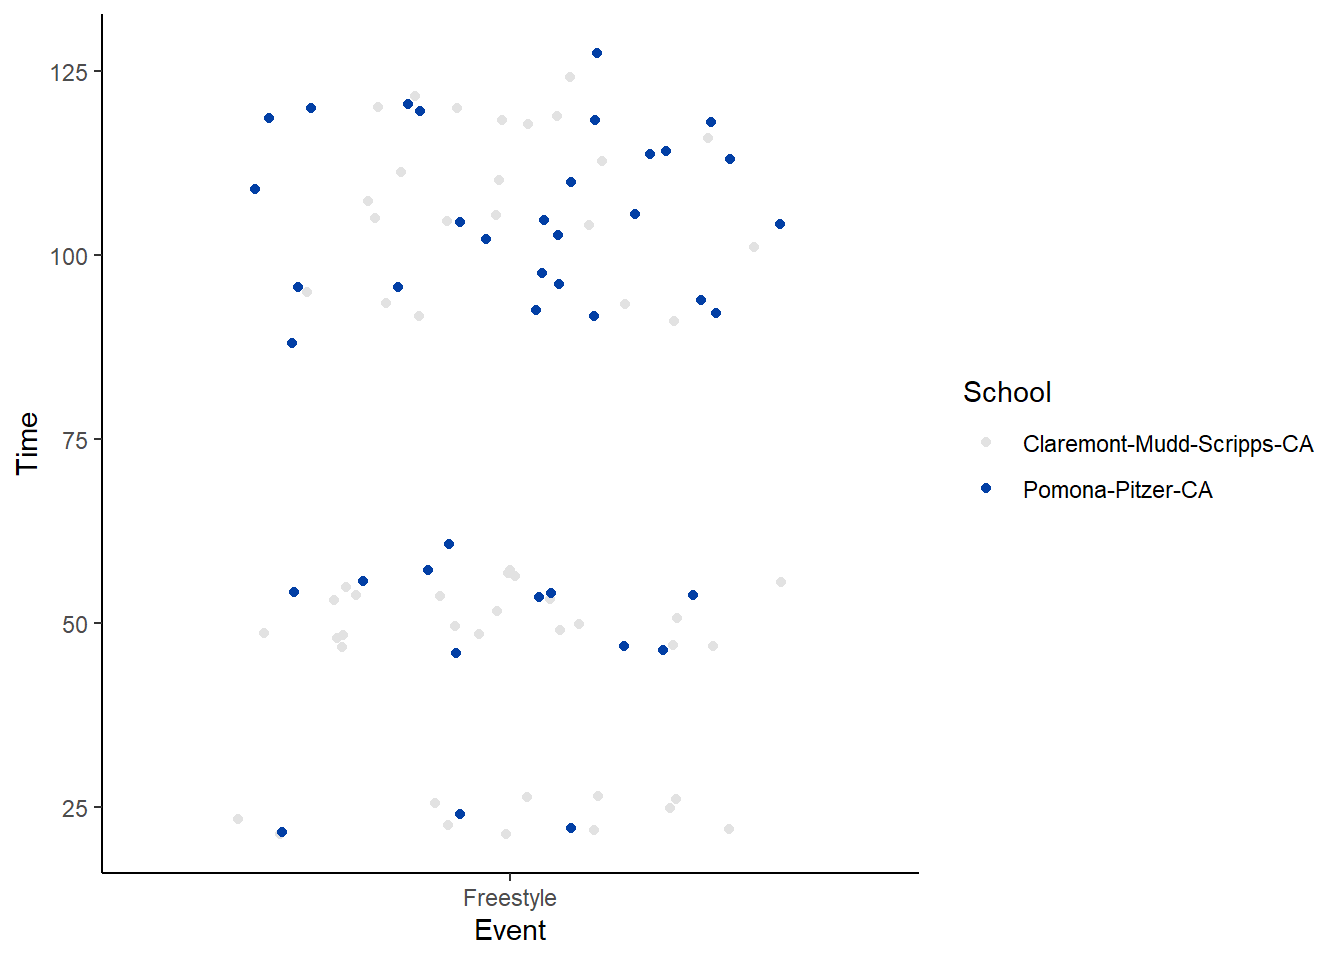 125
100
75
50
25
Time
Freestyle
Event
School
Claremont-Mudd-Scripps-CA
Pomona-Pitzer-CA